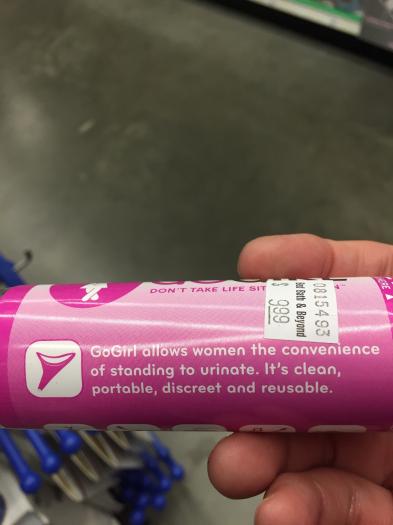 DON'T TAKE LIFE SIT
GoGirl allows women the convenience
of standing to urinate. It's clean,
portable, discreet and reusable.
0815493
Bed Bath & Beyond
$ 999